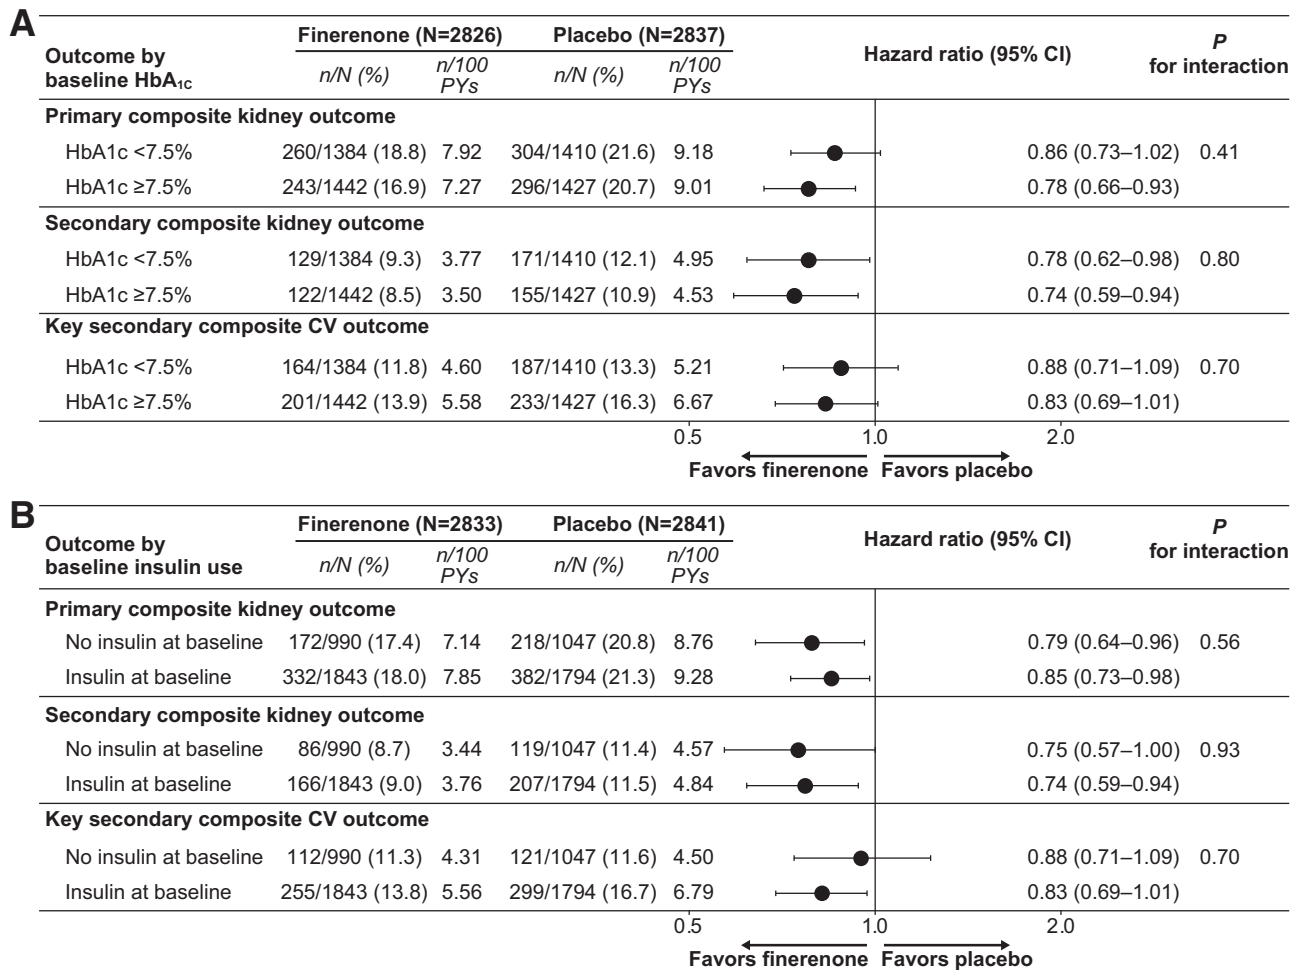 A
Outcome by baseline HbA1C
Finerenone (N=2826) Placebo (N=2837)
n/N (%) n/100 PYs n/N (%) n/100 PYs
Hazard ratio (95% CI)
P for interaction
Primary composite kidney outcome
HbA1c <7.5% 260/1384 (18.8) 7.92 304/1410 (21.6) 9.18 0.86 (0.73–1.02) 0.41
HbA1c ≥7.5% 243/1442 (16.9) 7.27 296/1427 (20.7) 9.01 0.78 (0.66–0.93)
Secondary composite kidney outcome
HbA1c <7.5% 129/1384 (9.3) 3.77 171/1410 (12.1) 4.95 0.78 (0.62–0.98) 0.80
HbA1c ≥7.5% 122/1442 (8.5) 3.50 155/1427 (10.9) 4.53 0.74 (0.59–0.94)
Key secondary composite CV outcome
HbA1c <7.5% 164/1384 (11.8) 4.60 187/1410 (13.3) 5.21 0.88 (0.71–1.09) 0.70
HbA1c ≥7.5% 201/1442 (13.9) 5.58 233/1427 (16.3) 6.67 0.83 (0.69–1.01)
0.5 1.0 2.0
Favors finerenone Favors placebo
B
Outcome by baseline insulin use
Finerenone (N=2833) Placebo (N=2841)
n/N (%) n/100 PYs n/N (%) n/100 PYs
Hazard ratio (95% CI)
P for interaction
Primary composite kidney outcome
No insulin at baseline 172/990 (17.4) 7.14 218/1047 (20.8) 8.76 0.79 (0.64–0.96) 0.56
Insulin at baseline 332/1843 (18.0) 7.85 382/1794 (21.3) 9.28 0.85 (0.73–0.98)
Secondary composite kidney outcome
No insulin at baseline 86/990 (8.7) 3.44 119/1047 (11.4) 4.57 0.75 (0.57–1.00) 0.93
Insulin at baseline 166/1843 (9.0) 3.76 207/1794 (11.5) 4.84 0.74 (0.59–0.94)
Key secondary composite CV outcome
No insulin at baseline 112/990 (11.3) 4.31 121/1047 (11.6) 4.50 0.88 (0.71–1.09) 0.70
Insulin at baseline 255/1843 (13.8) 5.56 299/1794 (16.7) 6.79 0.83 (0.69–1.01)
0.5 1.0 2.0
Favors finerenone Favors placebo